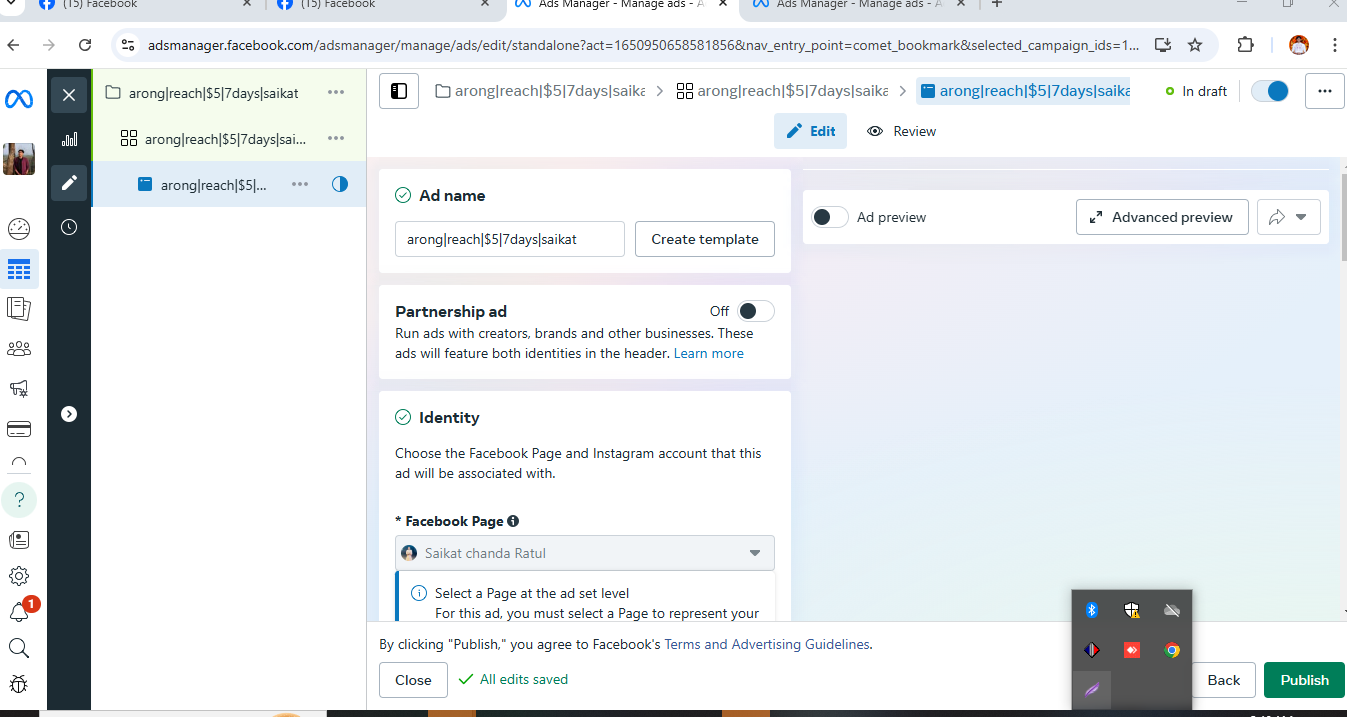 (15) Facebook
(15) Facebook
Ads Manager - Manage ads - A
Ads Manager - Manage ads - A
adsmanager.facebook.com/adsmanager/manage/ads/edit/standalone?act=1650950658581856&nav_entry_point=comet_bookmark&selected_campaign_ids=1...
arong|reach|$5|7days|saikat
arong|reach|$5|7days|sai...
arong|reach|$5|...
arong|reach|$5|7days|saika
arong|reach|$5|7days|saika
arong|reach|$5|7days|saika
In draft
Edit
Review
Ad name
arong|reach|$5|7days|saikat
Create template
Partnership ad
Off
Run ads with creators, brands and other businesses. These
ads will feature both identities in the header. Learn more
Identity
Choose the Facebook Page and Instagram account that this
ad will be associated with.
* Facebook Page
Saikat chanda Ratul
Select a Page at the ad set level
For this ad, you must select a Page to represent your
Ad preview
Advanced preview
1
By clicking "Publish," you agree to Facebook's Terms and Advertising Guidelines.
Close
All edits saved
Back
Publish